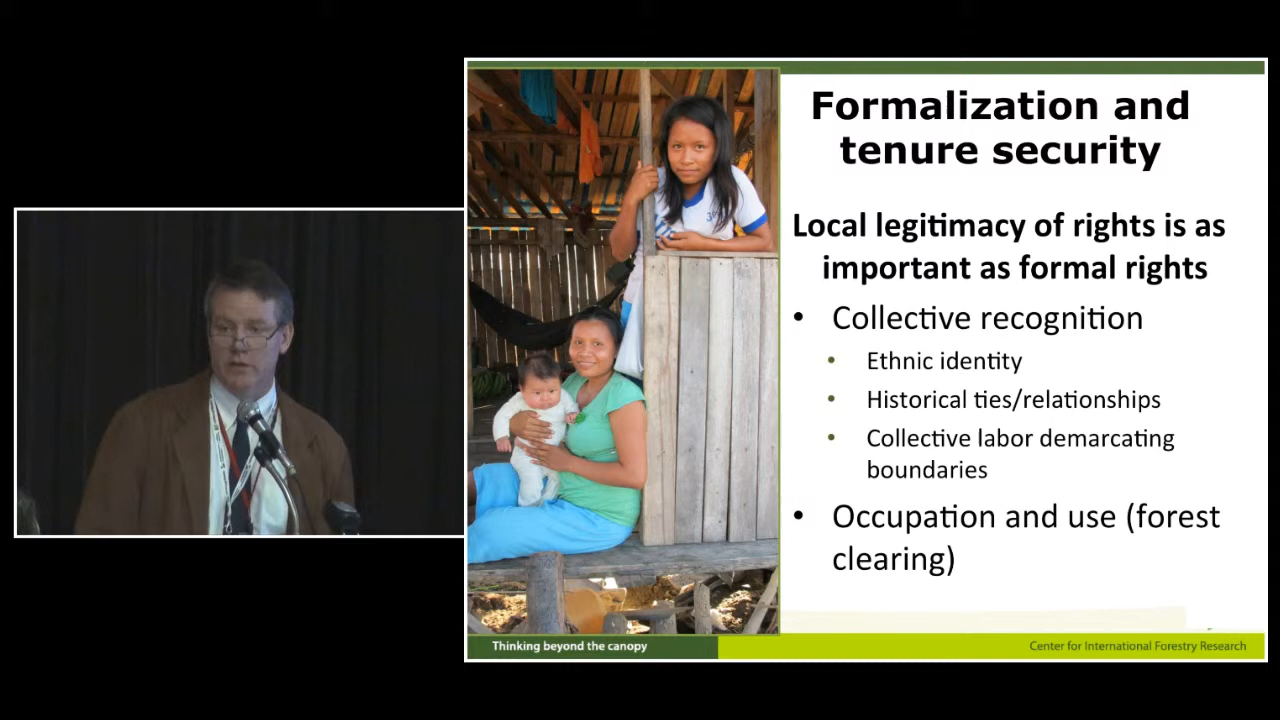 Formalization and
tenure security
Local legitimacy of rights is as
important as formal rights
• Collective recognition
• Ethnic identity
• Historical ties/relationships
• Collective labor demarcating
boundaries
• Occupation and use (forest
clearing)
Thinking beyond the canopy
Center for International Forestry Research